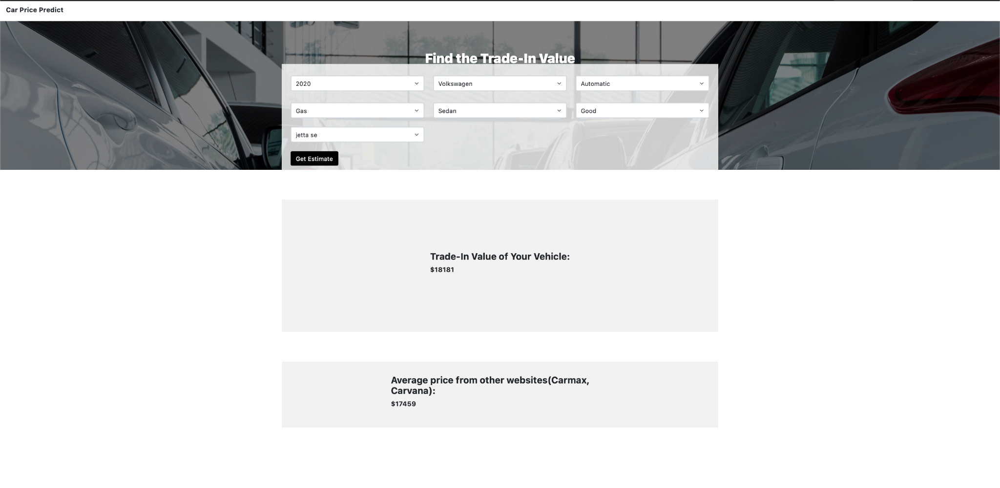 Car Price Predict
Find the Trade-In Value
2020
Volkswagen
Automatic
Gas
Sedan
Good
jetta se
Get Estimate
Trade-In Value of Your Vehicle:
$18181
Average price from other websites(Carmax,
Carvana):
$17459